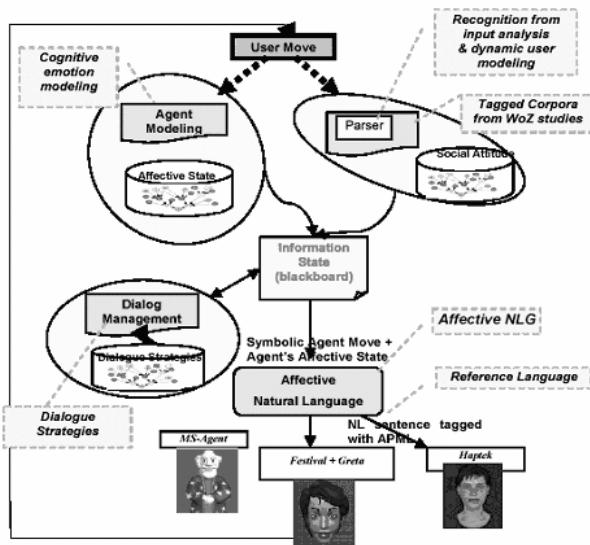 User Move
Recognition from
input analysis
& dynamic user
modeling
Cognitive
emotion
modeling
Agent
Modeling
Affective State
Parser
Tagged Corpora
from WoZ studies
Social Attitude
Information
State
(blackboard)
Dialog
Management
Dialogue Strategies
Symbolic Agent Move +
Agent's Affective State
Affective NLG
Affective
Natural Language
Reference Language
Dialogue
Strategies
NL sentence tagged
with APML
MS-Agent
Festival + Greta
Haptek